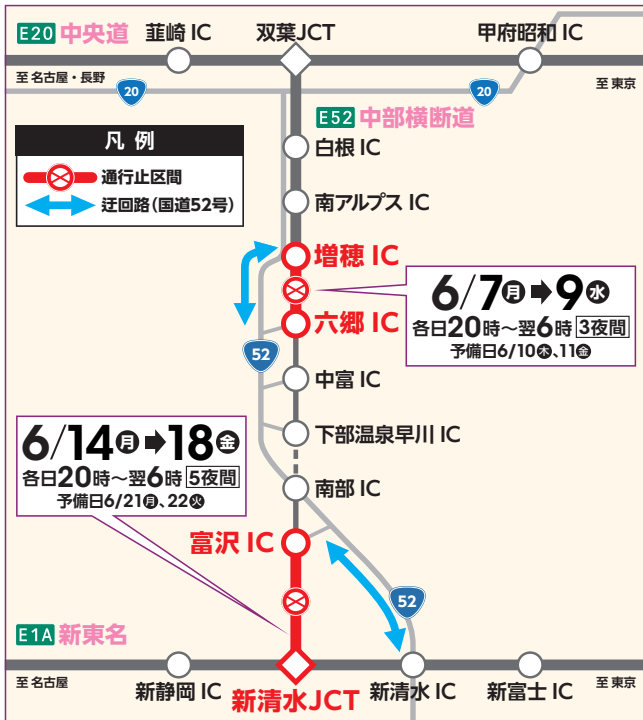 E20 中央道
韮崎 IC
双葉JCT
甲府昭和 IC
至 名古屋・長野
20
20
至 東京
E52 中部横断道
凡 例
通行止区間
迂回路(国道52号)
白根 IC
南アルプス IC
増穂 IC
6/7月➡9水
各日20時～翌6時 3夜間
予備日6/10木、11金
六郷 IC
52
中富 IC
6/14月➡18金
各日20時～翌6時 5夜間
予備日6/21月、22火
下部温泉早川 IC
南部 IC
富沢 IC
52
E1A 新東名
至 名古屋
新静岡 IC
新清水JCT
新清水 IC
新富士 IC
至 東京